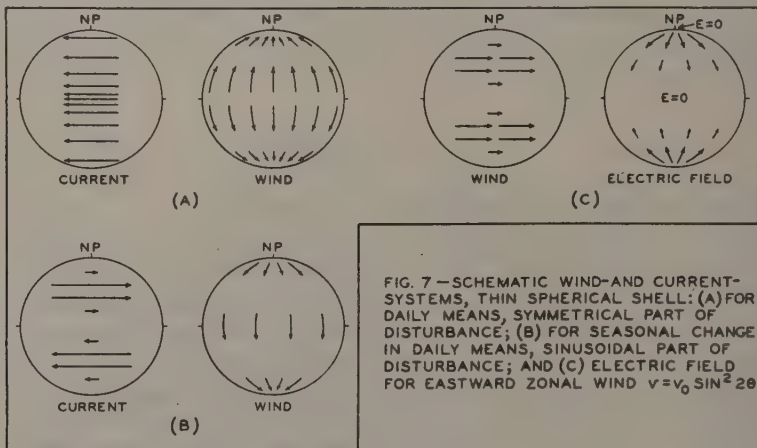 NP
NP
CURRENT
WIND
(A)
NP
NP
E=0
E=0
WIND
ELECTRIC FIELD
(C)
NP
NP
CURRENT
WIND
(B)
FIG. 7—SCHEMATIC WIND-AND CURRENT-
SYSTEMS, THIN SPHERICAL SHELL: (A) FOR
DAILY MEANS, SYMMETRICAL PART OF
DISTURBANCE; (B) FOR SEASONAL CHANGE
IN DAILY MEANS, SINUSOIDAL PART OF
DISTURBANCE; AND (C) ELECTRIC FIELD
FOR EASTWARD ZONAL WIND v=v₀ SIN² 2θ